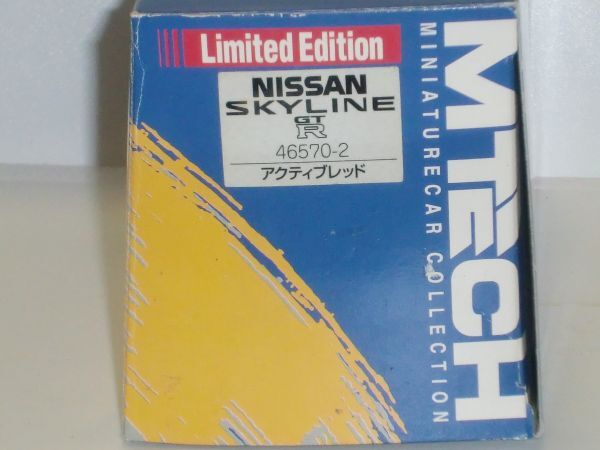 Limited Edition
NISSAN
SKYLINE
GT
R
46570-2
アクティブレッド
MTECH
MINIATURECAR COLLECTION